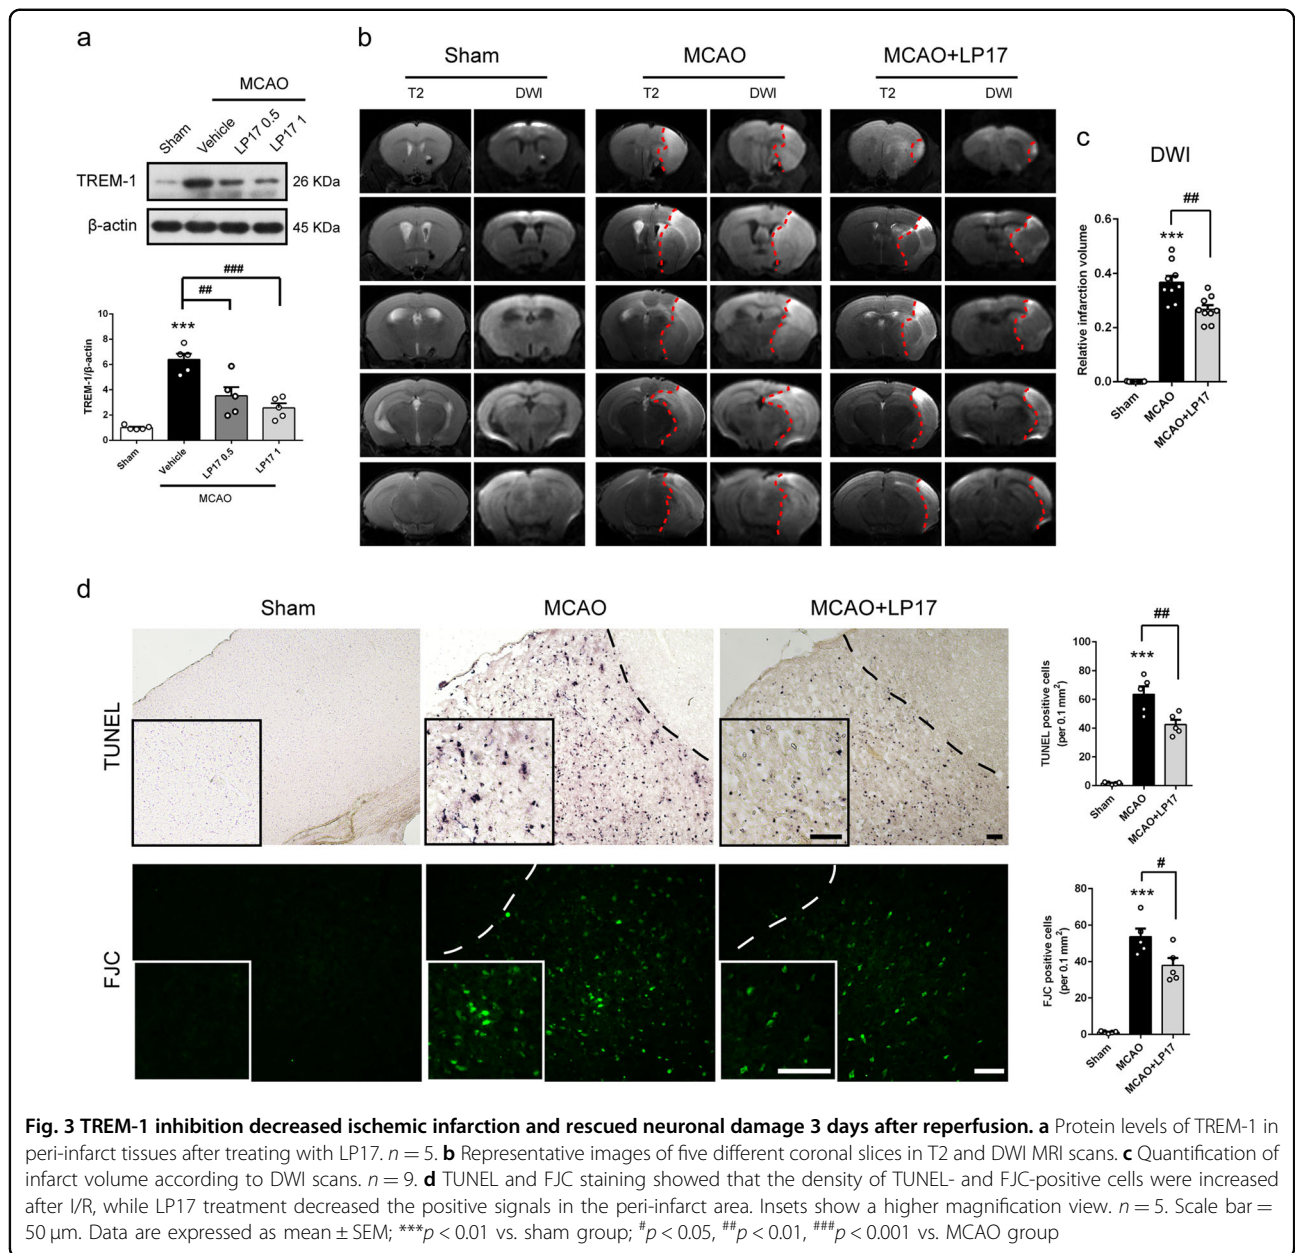 a
MCAO
Sham
Vehicle
LP17 0.5
LP17 1
TREM-1
26 KDa
β-actin
45 KDa
###
##
***
TREM-1/β-actin
10
8
6
4
2
0
Sham
Vehicle
LP17 0.5
LP17 1
MCAO
b
Sham
MCAO
MCAO+LP17
T2
DWI
T2
DWI
T2
DWI
c
DWI
##
***
Relative infarction volume
0.6
0.4
0.2
0.0
Sham
MCAO
MCAO+LP17
d
Sham
MCAO
MCAO+LP17
TUNEL
##
***
TUNEL positive cells
(per 0.1 mm²)
100
80
60
40
20
0
Sham
MCAO
MCAO+LP17
FJC
#
***
FJC positive cells
(per 0.1 mm²)
80
60
40
20
0
Sham
MCAO
MCAO+LP17
Fig. 3 TREM-1 inhibition decreased ischemic infarction and rescued neuronal damage 3 days after reperfusion. a Protein levels of TREM-1 in
peri-infarct tissues after treating with LP17. n = 5. b Representative images of five different coronal slices in T2 and DWI MRI scans. c Quantification of
infarct volume according to DWI scans. n = 9. d TUNEL and FJC staining showed that the density of TUNEL- and FJC-positive cells were increased
after I/R, while LP17 treatment decreased the positive signals in the peri-infarct area. Insets show a higher magnification view. n = 5. Scale bar =
50 μm. Data are expressed as mean ± SEM; ***p < 0.01 vs. sham group; #p < 0.05, ##p < 0.01, ###p < 0.001 vs. MCAO group